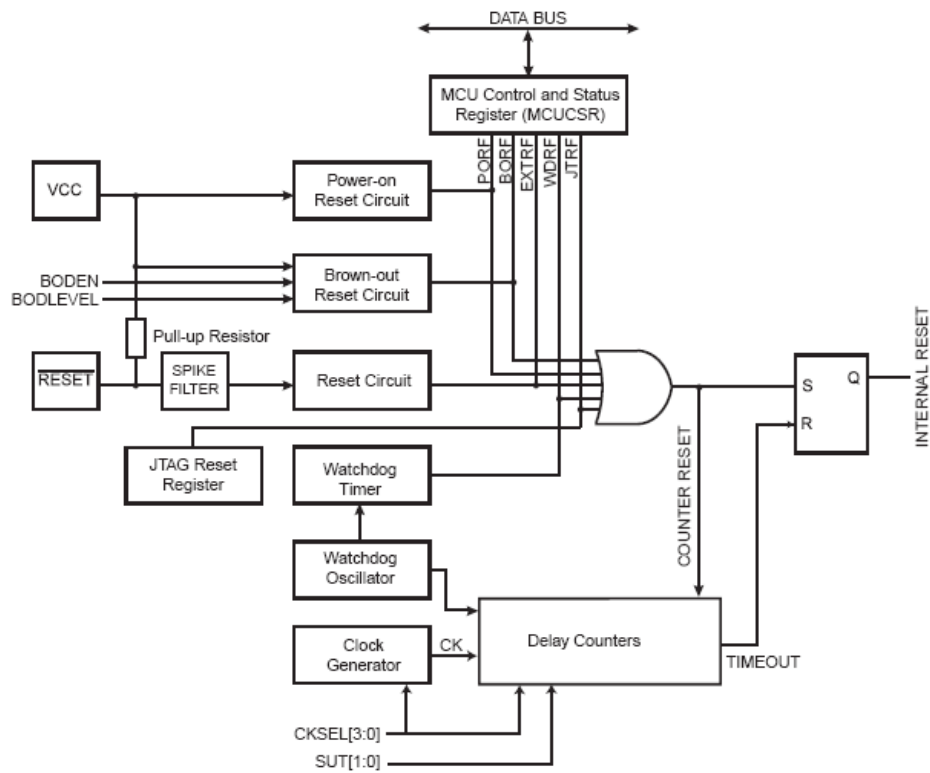 DATA BUS
MCU Control and Status
Register (MCUCSR)
PORF
BORF
EXTRF
WDRF
JTRF
VCC
Power-on
Reset Circuit
BODEN
BODLEVEL
Brown-out
Reset Circuit
Pull-up Resistor
RESET
SPIKE
FILTER
Reset Circuit
JTAG Reset
Register
Watchdog
Timer
Watchdog
Oscillator
Clock
Generator
CK
Delay Counters
CKSEL[3:0]
SUT[1:0]
COUNTER RESET
TIMEOUT
S
R
Q
INTERNAL RESET